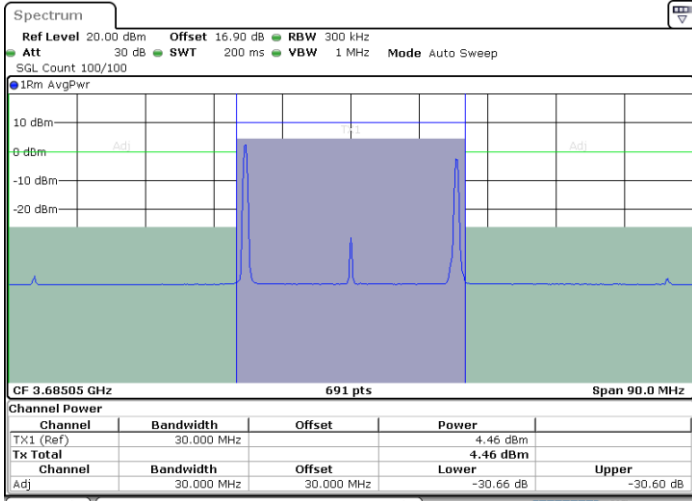 Spectrum
Ref Level 20.00 dBm Offset 16.90 dB RBW 300 kHz
Att 30 dB SWT 200 ms VBW 1 MHz Mode Auto Sweep
SGL Count 100/100
1Rm AvgPwr
10 dBm
TX1
Adj 0 dBm Adj
-10 dBm
-20 dBm
CF 3.68505 GHz 691 pts Span 90.0 MHz
Channel Power
Channel Bandwidth Offset Power
TX1 (Ref) 30.000 MHz 4.46 dBm
Tx Total 4.46 dBm
Channel Bandwidth Offset Lower Upper
Adj 30.000 MHz 30.000 MHz -30.66 dB -30.60 dB